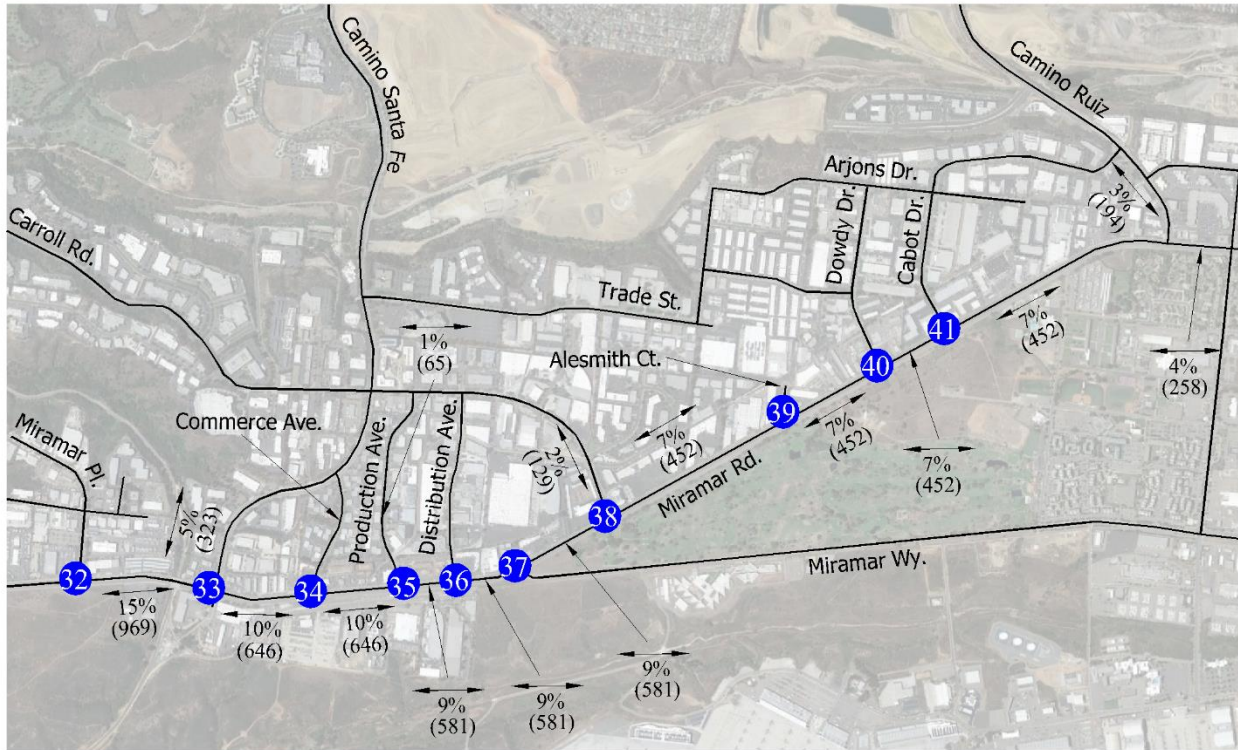 Camino Santa Fe
Camino Ruiz
Arjons Dr.
3%
(194)
Carroll Rd.
Dowdy Dr.
Cabot Dr.
Trade St.
1%
(65)
7%
(452)
Alesmith Ct.
41
40
4%
(258)
39
Commerce Ave.
Miramar Pl.
Production Ave.
Distribution Ave.
2%
(129)
7%
(452)
7%
(452)
7%
(452)
Miramar Rd.
5%
(323)
38
37
Miramar Wy.
32
33
34
35
36
15%
(969)
10%
(646)
10%
(646)
9%
(581)
9%
(581)
9%
(581)